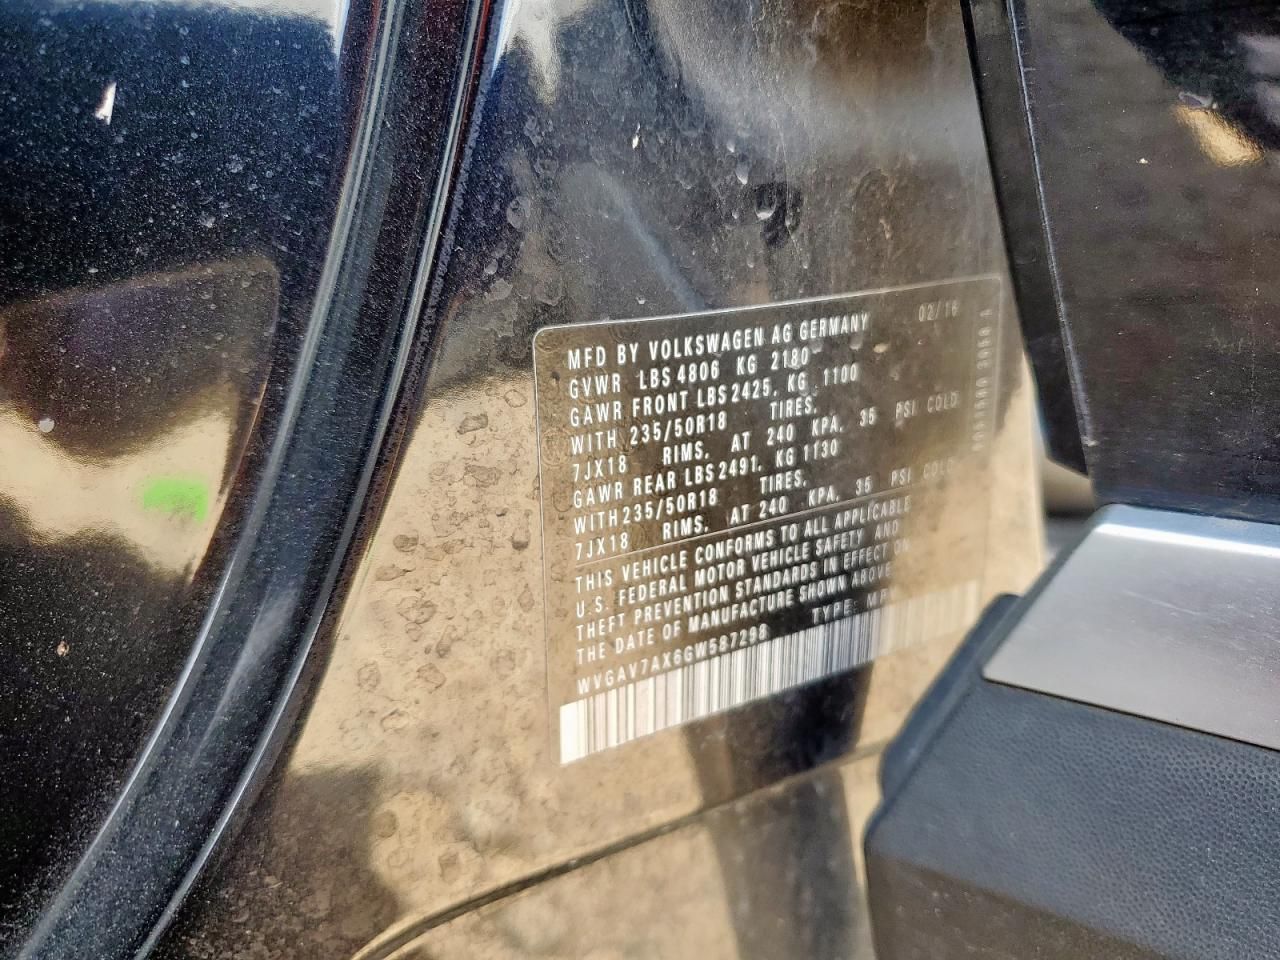 MFD BY VOLKSWAGEN AG GERMANY 02/16
GVWR LBS 4806 KG 2180
GAWR FRONT LBS 2425, KG 1100
WITH 235/50R18 TIRES,
7JX18 RIMS, AT 240 KPA, 35 PSI COLD
GAWR REAR LBS 2491, KG 1130
WITH 235/50R18 TIRES,
7JX18 RIMS, AT 240 KPA, 35 PSI COLD
THIS VEHICLE CONFORMS TO ALL APPLICABLE
U.S. FEDERAL MOTOR VEHICLE SAFETY AND
THEFT PREVENTION STANDARDS IN EFFECT ON
THE DATE OF MANUFACTURE SHOWN ABOVE
WVGAV7AX6GW587298 TYPE: MPV